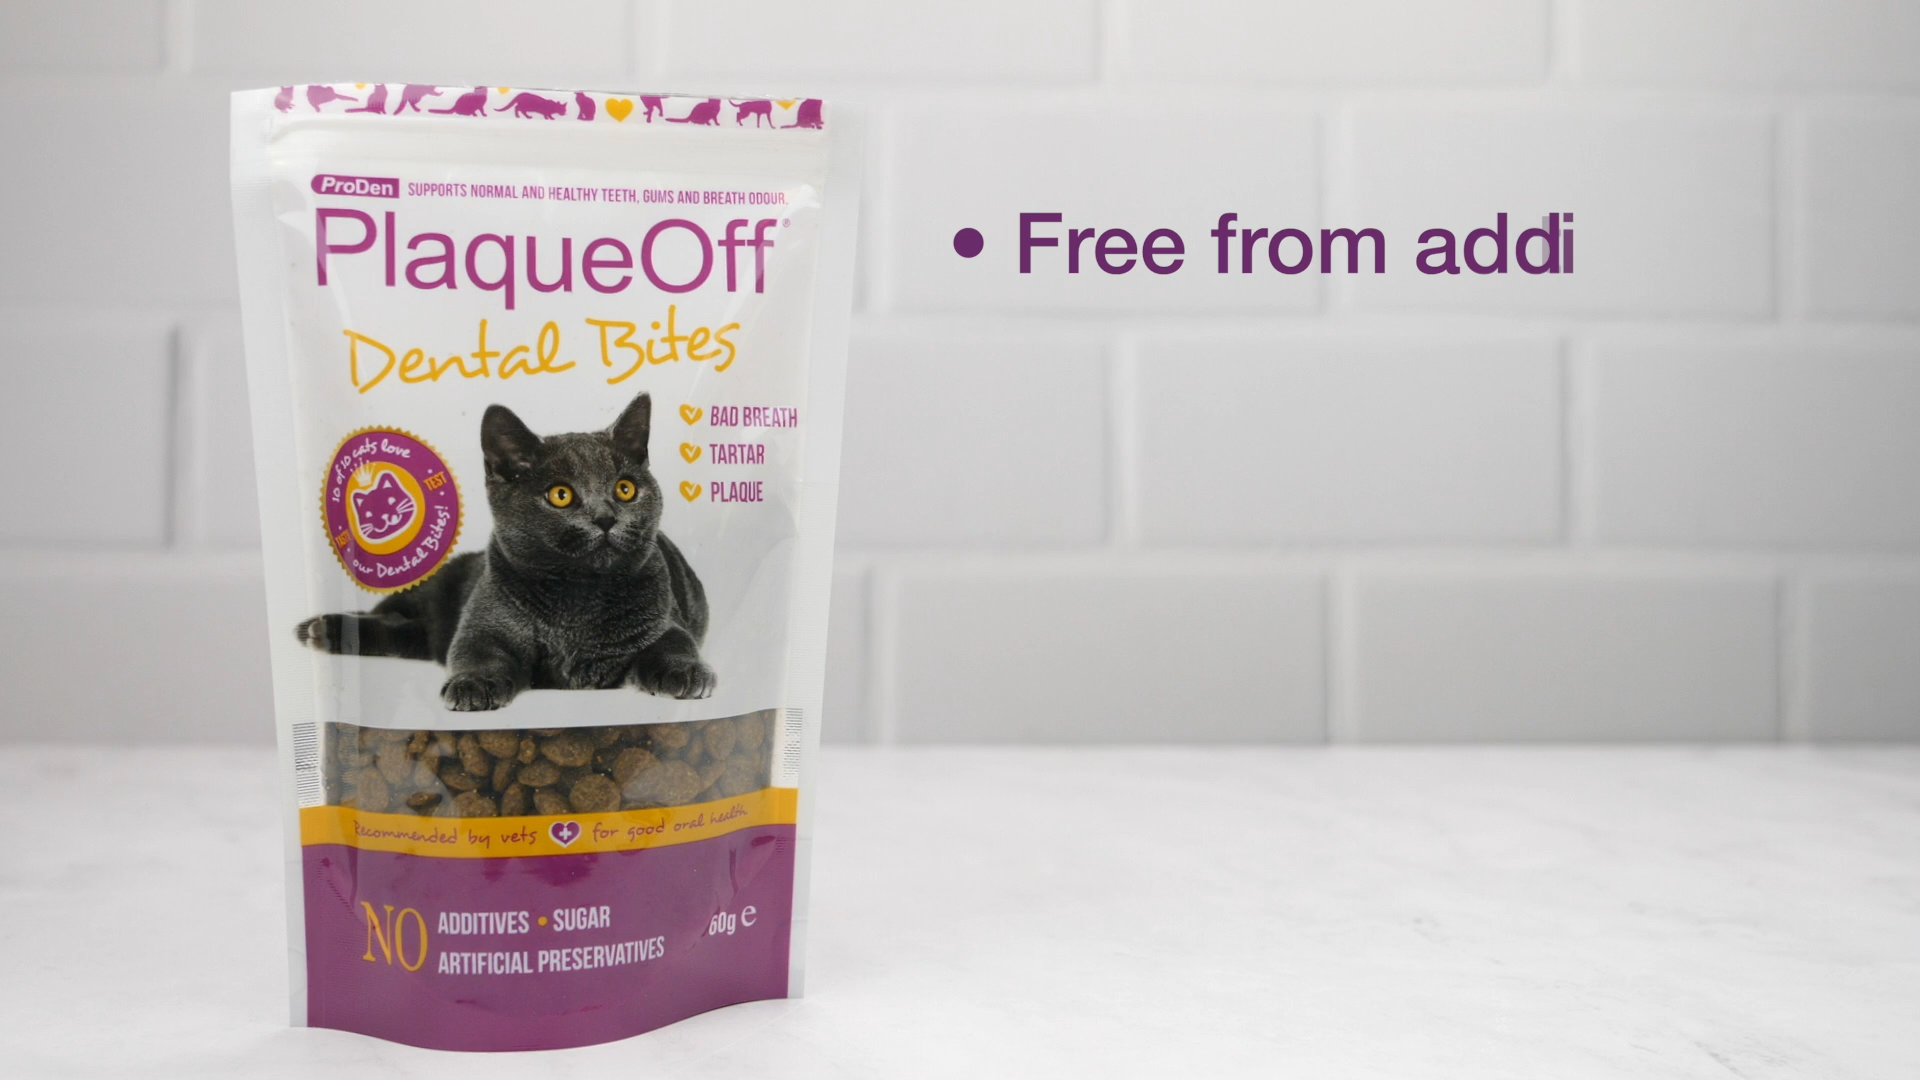 ProDen SUPPORTS NORMAL AND HEALTHY TEETH, GUMS AND BREATH ODOUR.
PlaqueOff®
Dental Bites
BAD BREATH
TARTAR
PLAQUE
10 of 10 cats love
our Dental Bites!
TEST
Recommended by vets for good oral health
NO ADDITIVES • SUGAR
ARTIFICIAL PRESERVATIVES
60g e
• Free from addi